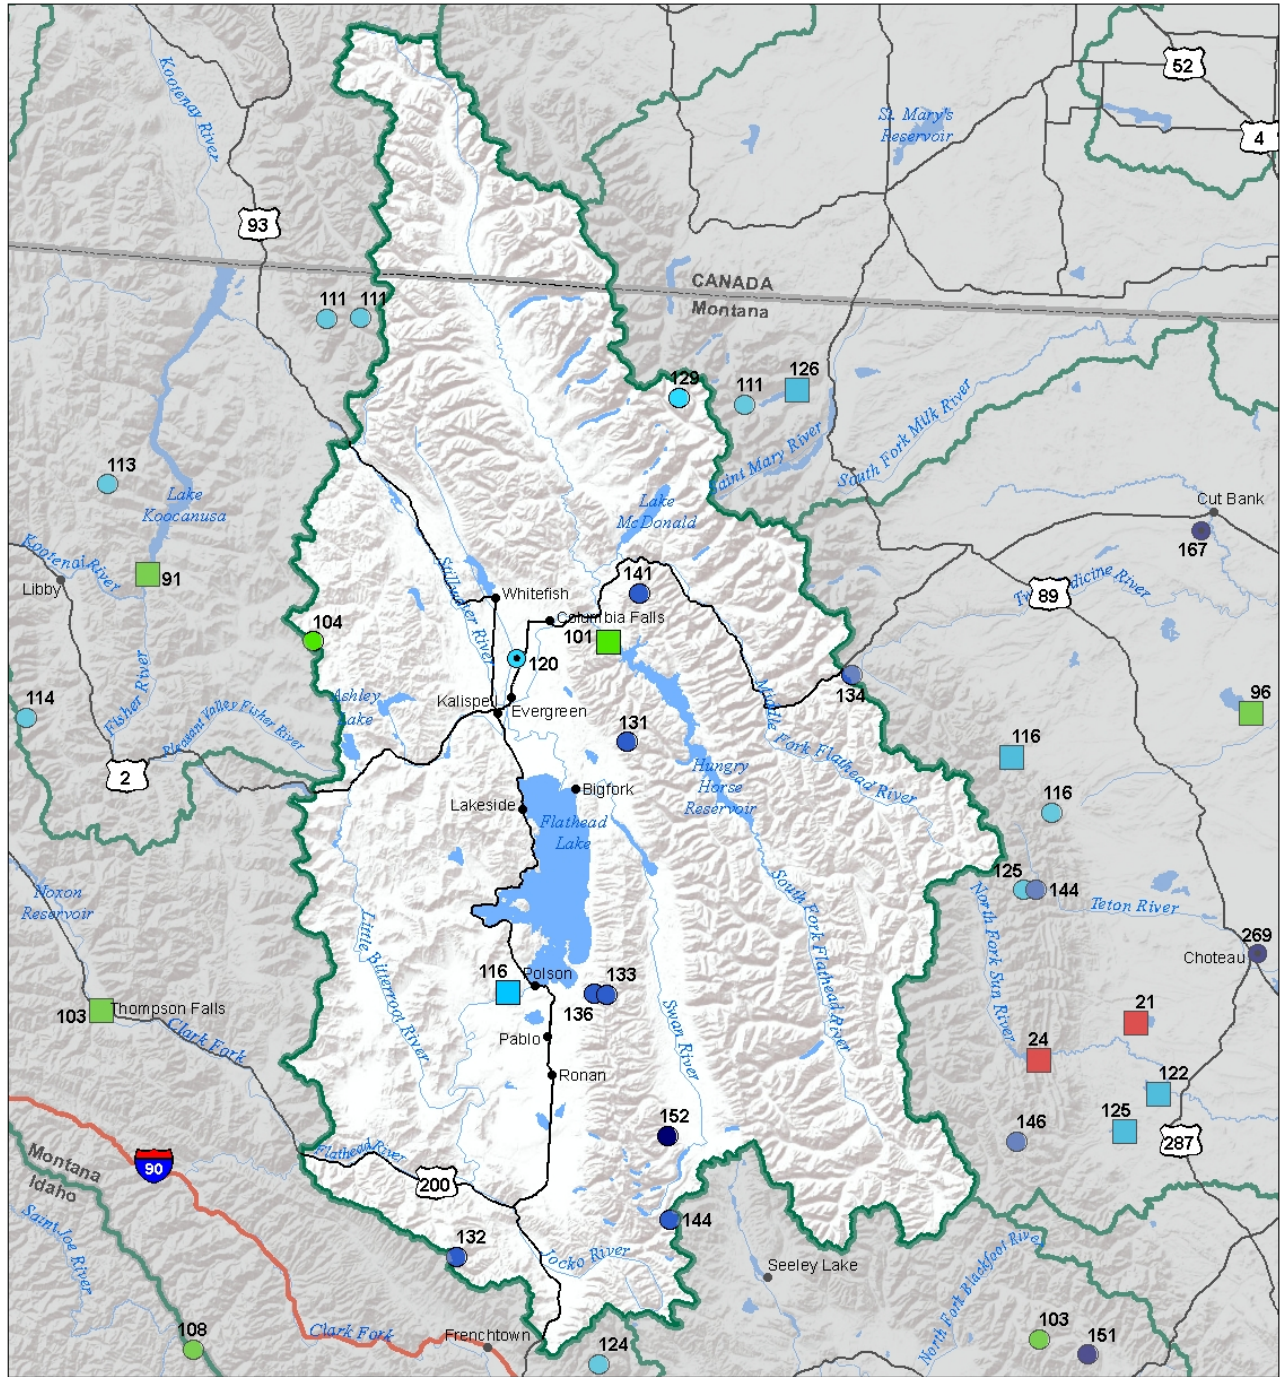 52
Kootenay River
St. Mary's
Reservoir
4
93
CANADA
Montana
111
111
129
111
126
Saint Mary River
South Fork Milk River
113
Lake
Koocanusa
Lake
McDonald
Cut Bank
167
Kootenai River
91
Libby
Stillwater River
Whitefish
141
89
Columbia Falls
101
104
120
Fisher River
114
Pleasant Valley Fisher River
Ashley
Lake
Kalispel
Evergreen
131
134
Middle Fork Flathead River
96
2
116
Hungry
Horse
Reservoir
Bigfork
Lakeside
Flathead
Lake
116
125
144
Noxon
Reservoir
Teton River
North Fork Sun River
South Fork Flathead River
Little Bitterroot River
269
Choteau
116
Polson
133
136
103
Thompson Falls
Clark Fork
Pablo
Swan River
21
24
Ronan
122
125
152
146
287
Montana
Idaho
90
Flathead River
200
Saint Joe River
144
132
Jocko River
Seeley Lake
North Fork Blackfoot River
108
Clark Fork
Frenchtown
124
103
151